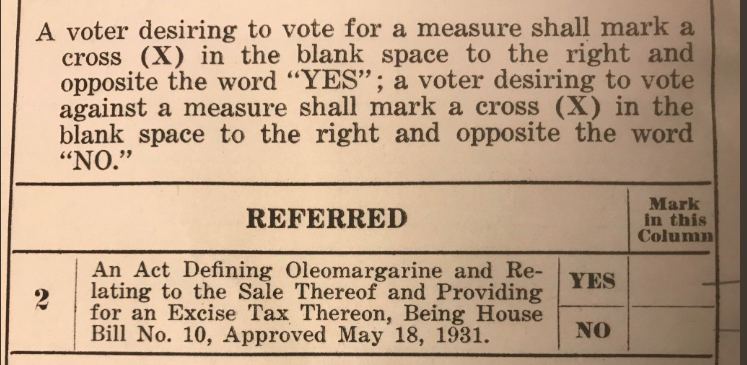 A voter desiring to vote for a measure shall mark a
cross (X) in the blank space to the right and
opposite the word “YES”; a voter desiring to vote
against a measure shall mark a cross (X) in the
blank space to the right and opposite the word
“NO.”
REFERRED
Mark
in this
Column
2
An Act Defining Oleomargarine and Re-
lating to the Sale Thereof and Providing
for an Excise Tax Thereon, Being House
Bill No. 10, Approved May 18, 1931.
YES
NO